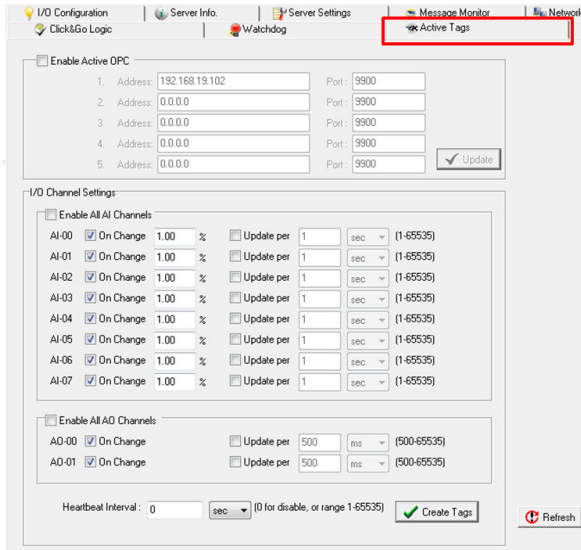 I/O Configuration Server Info. Server Settings Message Monitor Network
Click&Go Logic Watchdog Active Tags
Enable Active OPC
1. Address: 192.168.19.102 Port : 9900
2. Address: 0.0.0.0 Port : 9900
3. Address: 0.0.0.0 Port : 9900
4. Address: 0.0.0.0 Port : 9900
5. Address: 0.0.0.0 Port : 9900 Update
I/O Channel Settings
Enable All AI Channels
AI-00 On Change 1.00 % Update per 1 sec (1-65535)
AI-01 On Change 1.00 % Update per 1 sec (1-65535)
AI-02 On Change 1.00 % Update per 1 sec (1-65535)
AI-03 On Change 1.00 % Update per 1 sec (1-65535)
AI-04 On Change 1.00 % Update per 1 sec (1-65535)
AI-05 On Change 1.00 % Update per 1 sec (1-65535)
AI-06 On Change 1.00 % Update per 1 sec (1-65535)
AI-07 On Change 1.00 % Update per 1 sec (1-65535)
Enable All AO Channels
AO-00 On Change Update per 500 ms (500-65535)
AO-01 On Change Update per 500 ms (500-65535)
Heartbeat Interval : 0 sec (0 for disable, or range 1-65535) Create Tags
Refresh